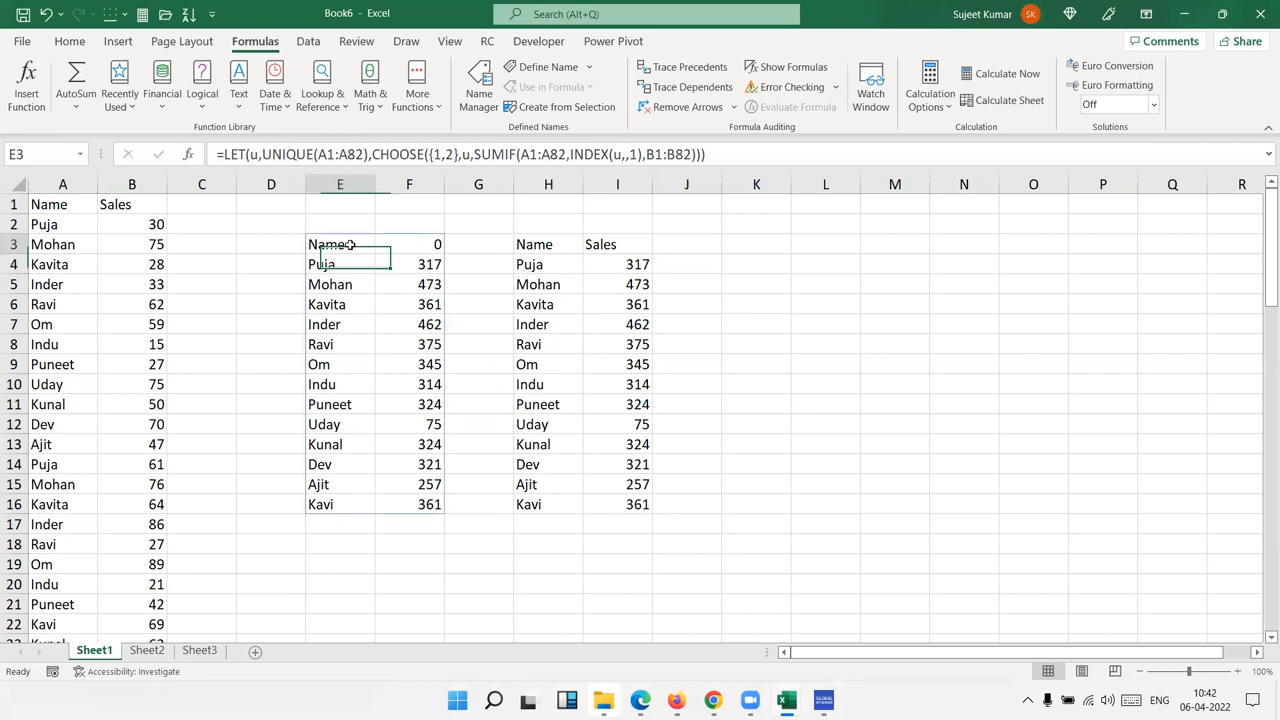 Book6 - Excel
Search (Alt+Q)
Sujeet Kumar
SK
File Home Insert Page Layout Formulas Data Review View Draw RC Developer Power Pivot
Comments
Share
Insert Function
AutoSum
Recently Used
Financial
Logical
Text
Date & Time
Lookup & Reference
Math & Trig
More Functions
Function Library
Name Manager
Define Name
Use in Formula
Create from Selection
Defined Names
Trace Precedents
Trace Dependents
Remove Arrows
Show Formulas
Error Checking
Evaluate Formula
Formula Auditing
Watch Window
Calculation Options
Calculate Now
Calculate Sheet
Calculation
Euro Conversion
Euro Formatting
Off
Solutions
E3 fx =LET(u,UNIQUE(A1:A82),CHOOSE({1,2},u,SUMIF(A1:A82,INDEX(u,,1),B1:B82)))
A B C D E F G H I J K L M N O P Q R
1 Name Sales
2 Puja 30
3 Mohan 75 Name 0 Name Sales
4 Kavita 28 Puja 317 Puja 317
5 Inder 33 Mohan 473 Mohan 473
6 Ravi 62 Kavita 361 Kavita 361
7 Om 59 Inder 462 Inder 462
8 Indu 15 Ravi 375 Ravi 375
9 Puneet 27 Om 345 Om 345
10 Uday 75 Indu 314 Indu 314
11 Kunal 50 Puneet 324 Puneet 324
12 Dev 70 Uday 75 Uday 75
13 Ajit 47 Kunal 324 Kunal 324
14 Puja 61 Dev 321 Dev 321
15 Mohan 76 Ajit 257 Ajit 257
16 Kavita 64 Kavi 361 Kavi 361
17 Inder 86
18 Ravi 27
19 Om 89
20 Indu 21
21 Puneet 42
22 Kavi 69
Sheet1 Sheet2 Sheet3
Ready Accessibility: Investigate
100%
ENG
10:42
06-04-2022